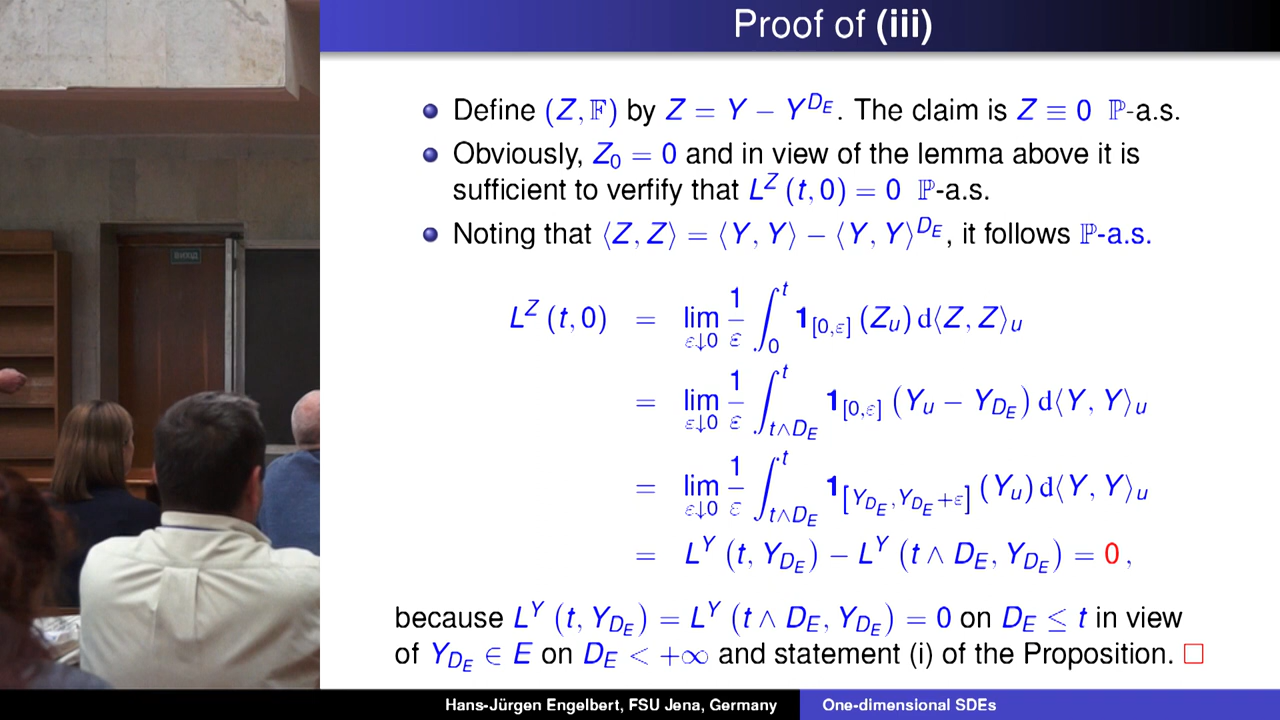 Proof of (iii)
Define (Z, 𝔽) by Z = Y − Y^{D_E}. The claim is Z ≡ 0 ℙ-a.s.
Obviously, Z_0 = 0 and in view of the lemma above it is
sufficient to verfify that L^Z (t, 0) = 0 ℙ-a.s.
Noting that ⟨Z, Z⟩ = ⟨Y, Y⟩ − ⟨Y, Y⟩^{D_E}, it follows ℙ-a.s.
L^Z (t, 0) = lim_{ε↓0} 1/ε ∫_0^t 1_{[0,ε]} (Z_u) d⟨Z, Z⟩_u
= lim_{ε↓0} 1/ε ∫_{t∧D_E}^t 1_{[0,ε]} (Y_u − Y_{D_E}) d⟨Y, Y⟩_u
= lim_{ε↓0} 1/ε ∫_{t∧D_E}^t 1_{[Y_{D_E}, Y_{D_E}+ε]} (Y_u) d⟨Y, Y⟩_u
= L^Y (t, Y_{D_E}) − L^Y (t ∧ D_E, Y_{D_E}) = 0 ,
because L^Y (t, Y_{D_E}) = L^Y (t ∧ D_E, Y_{D_E}) = 0 on D_E ≤ t in view
of Y_{D_E} ∈ E on D_E < +∞ and statement (i) of the Proposition. □
Hans-Jürgen Engelbert, FSU Jena, Germany
One-dimensional SDEs
ВЫХОД